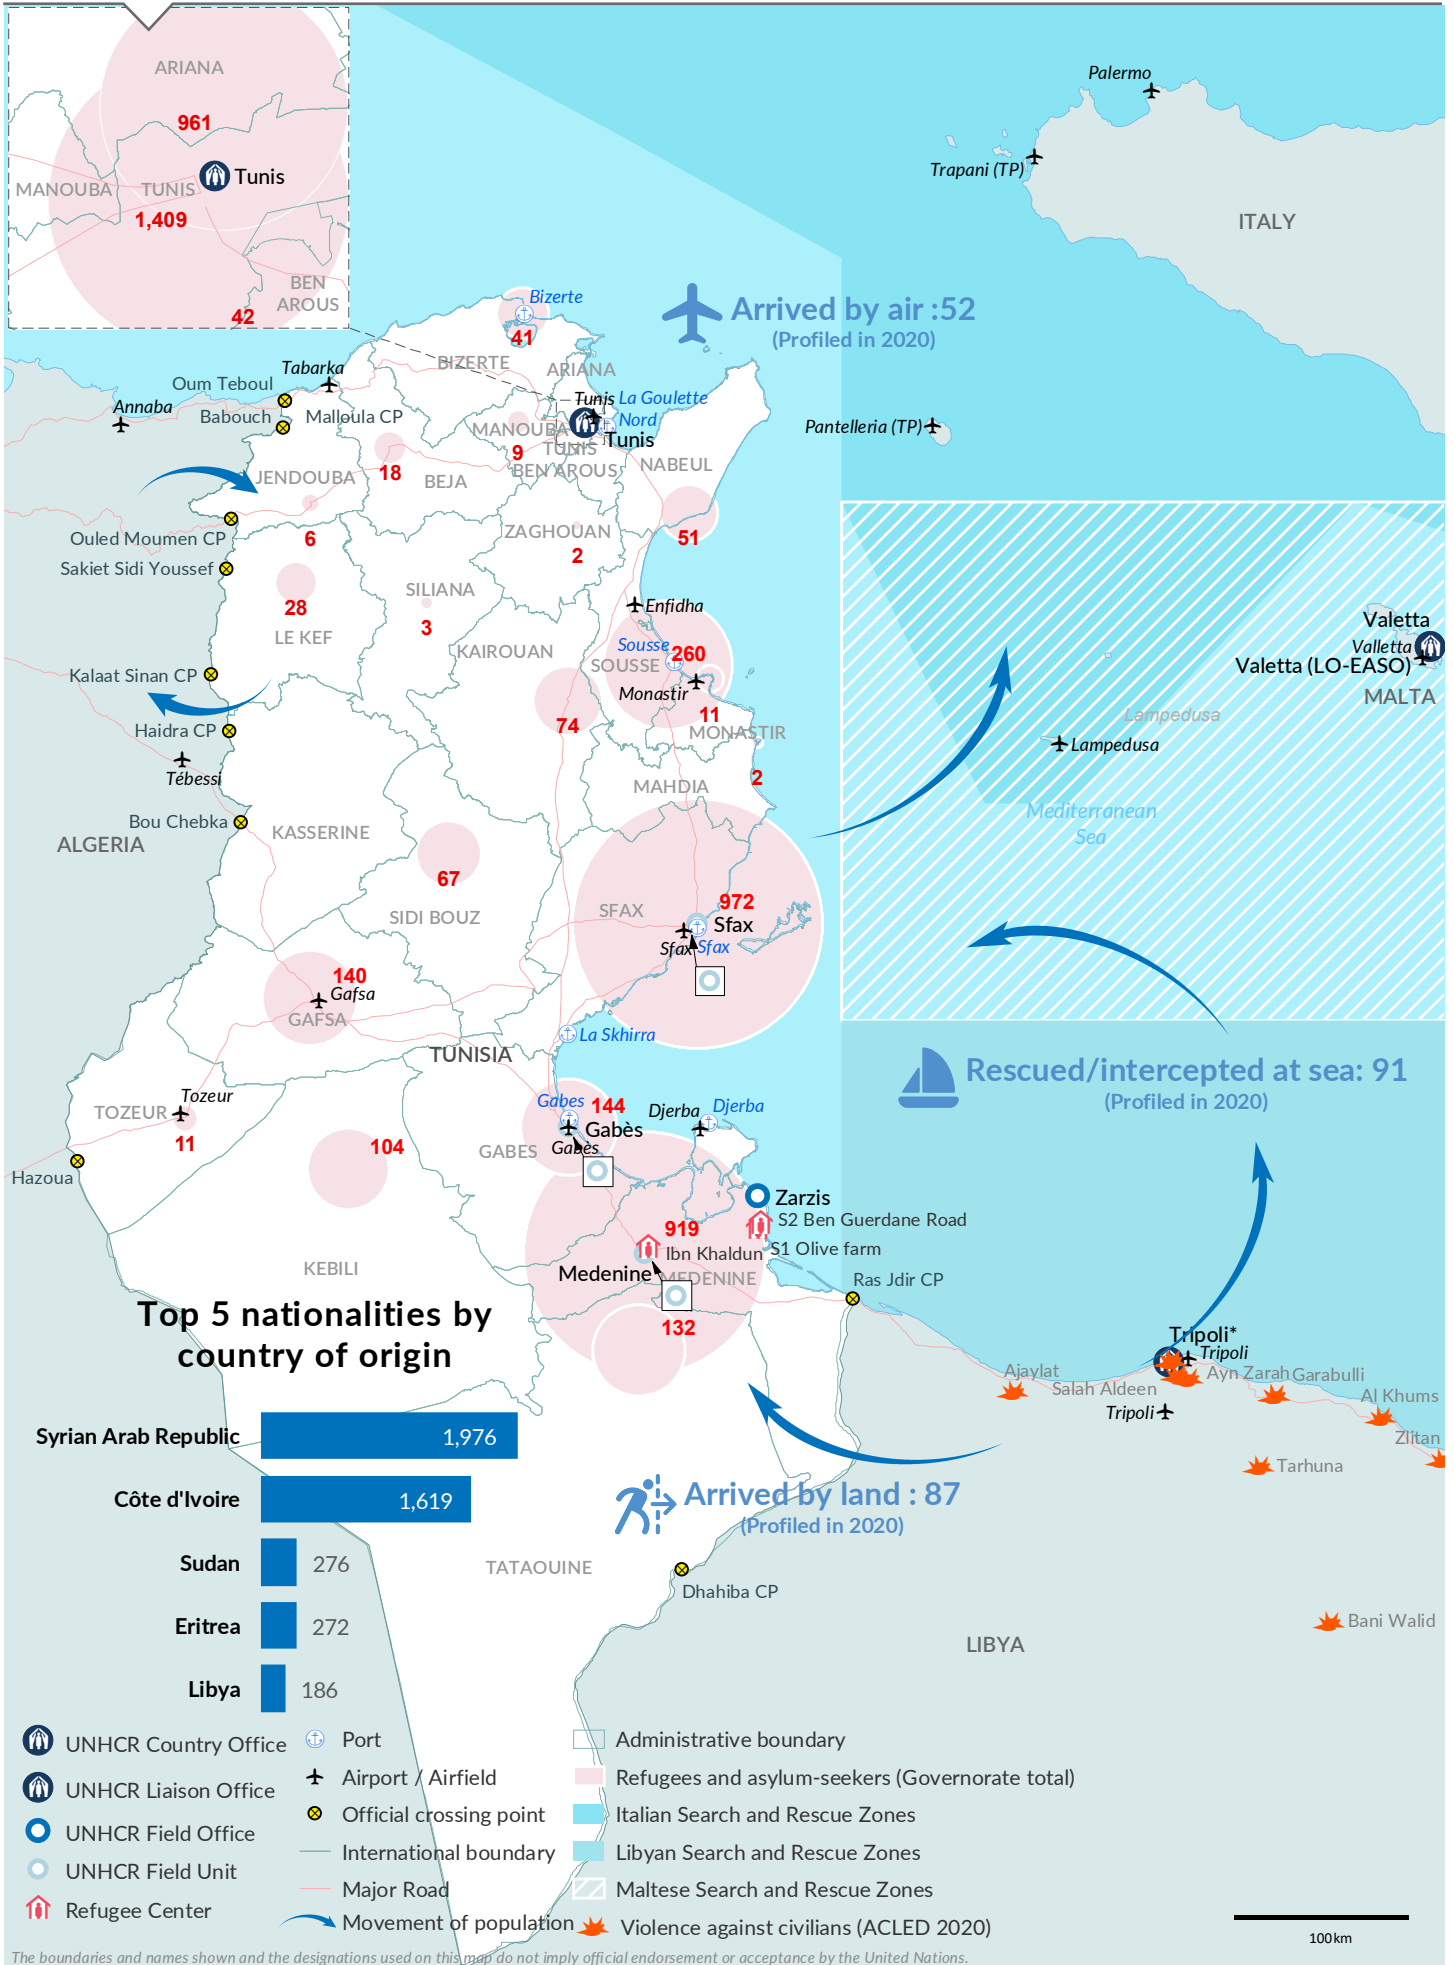 ARIANA
961
MANOUBA
TUNIS
Tunis
1,409
BEN
AROUS
42
Palermo
Trapani (TP)
ITALY
Bizerte
41
BIZERTE
ARIANA
Arrived by air :52
(Profiled in 2020)
Tabarka
Oum Teboul
Annaba
Babouch
Malloula CP
Tunis
La Goulette
Nord
Tunis
MANOUBA
TUNIS
BEN AROUS
9
Pantelleria (TP)
NABEUL
18
JENDOUBA
BEJA
6
ZAGHOUAN
2
51
Ouled Moumen CP
Sakiet Sidi Youssef
SILIANA
3
28
LE KEF
Enfidha
KAIROUAN
Sousse
260
SOUSSE
Monastir
11
MONASTIR
74
Valetta
Valletta
Valetta (LO-EASO)
MALTA
Kalaat Sinan CP
Haidra CP
Tébessi
Lampedusa
Lampedusa
2
MAHDIA
Mediterranean
Sea
Bou Chebka
ALGERIA
KASSERINE
67
SIDI BOUZ
SFAX
972
Sfax
Sfax
Sfax
140
Gafsa
GAFSA
La Skhirra
TUNISIA
Rescued/intercepted at sea: 91
(Profiled in 2020)
Tozeur
TOZEUR
11
Gabes
144
Gabès
Gabès
GABES
Djerba
Djerba
104
Hazoua
Zarzis
S2 Ben Guerdane Road
S1 Olive farm
919
Ibn Khaldun
Medenine
MEDENINE
KEBILI
Ras Jdir CP
132
Top 5 nationalities by
country of origin
Tripoli*
Tripoli
Ajaylat
Salah Aldeen
Ayn Zarah
Garabulli
Tripoli
Al Khums
Zlitan
Tarhuna
Syrian Arab Republic
1,976
Côte d'Ivoire
1,619
Sudan
276
Eritrea
272
Libya
186
Arrived by land : 87
(Profiled in 2020)
TATAOUINE
Dhahiba CP
LIBYA
Bani Walid
UNHCR Country Office
UNHCR Liaison Office
UNHCR Field Office
UNHCR Field Unit
Refugee Center
Port
Airport / Airfield
Official crossing point
International boundary
Major Road
Movement of population
Administrative boundary
Refugees and asylum-seekers (Governorate total)
Italian Search and Rescue Zones
Libyan Search and Rescue Zones
Maltese Search and Rescue Zones
Violence against civilians (ACLED 2020)
100km
The boundaries and names shown and the designations used on this map do not imply official endorsement or acceptance by the United Nations.